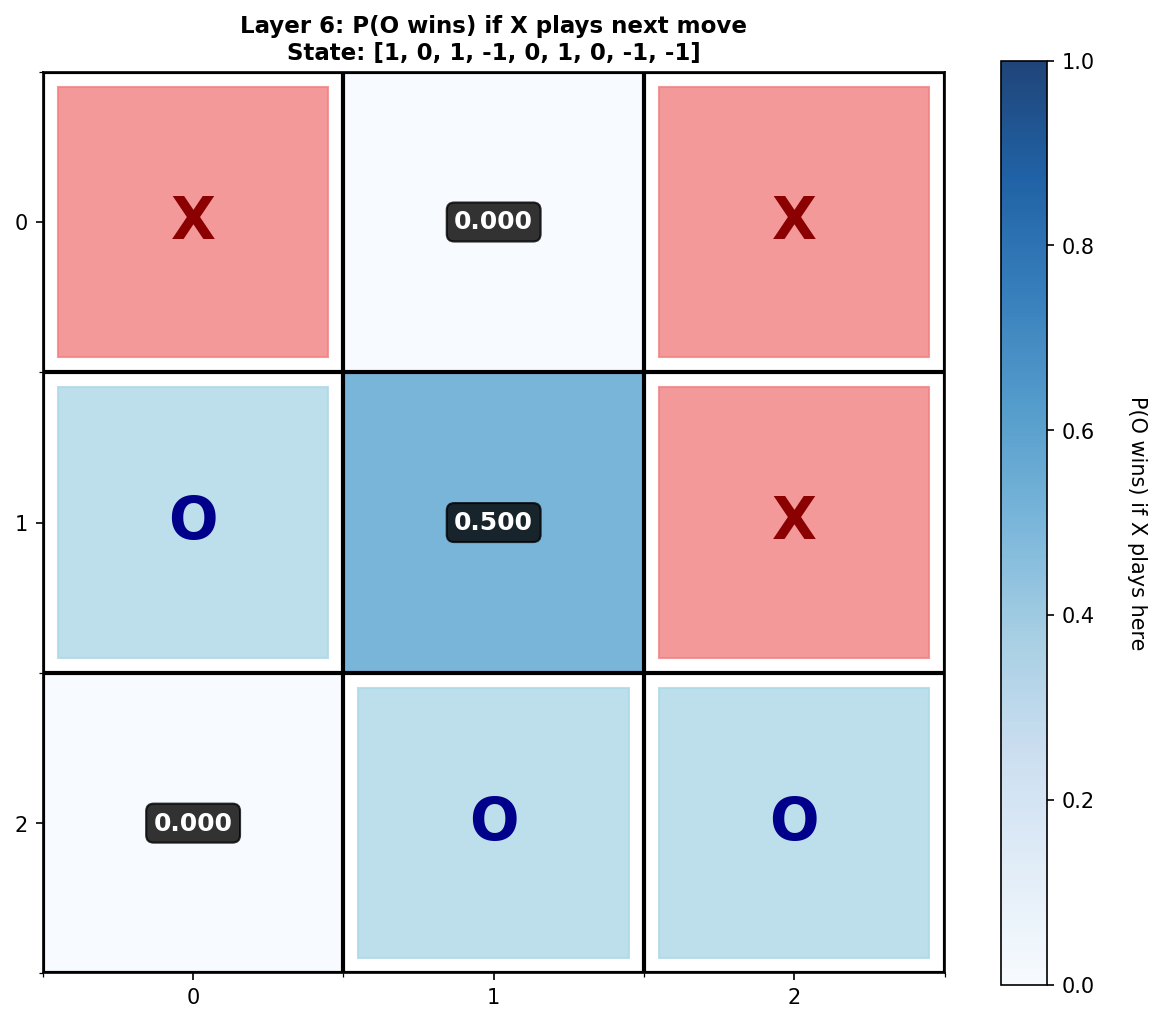 Layer 6: P(O wins) if X plays next move
State: [1, 0, 1, -1, 0, 1, 0, -1, -1]
0
X
0.000
X
1
O
0.500
X
2
0.000
O
O
0
1
2
1.0
0.8
0.6
0.4
0.2
0.0
P(O wins) if X plays here